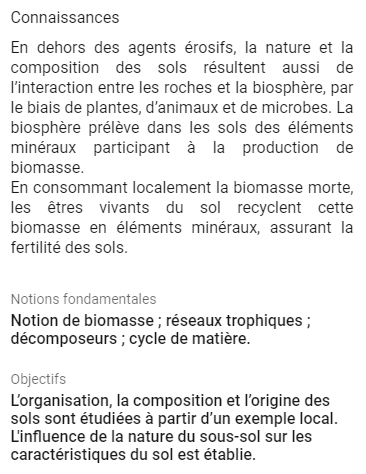 Connaissances
En dehors des agents érosifs, la nature et la
composition des sols résultent aussi de
l’interaction entre les roches et la biosphère, par
le biais de plantes, d’animaux et de microbes. La
biosphère prélève dans les sols des éléments
minéraux participant à la production de
biomasse.
En consommant localement la biomasse morte,
les êtres vivants du sol recyclent cette
biomasse en éléments minéraux, assurant la
fertilité des sols.
Notions fondamentales
Notion de biomasse ; réseaux trophiques ;
décomposeurs ; cycle de matière.
Objectifs
L’organisation, la composition et l’origine des
sols sont étudiées à partir d’un exemple local.
L'influence de la nature du sous-sol sur les
caractéristiques du sol est établie.